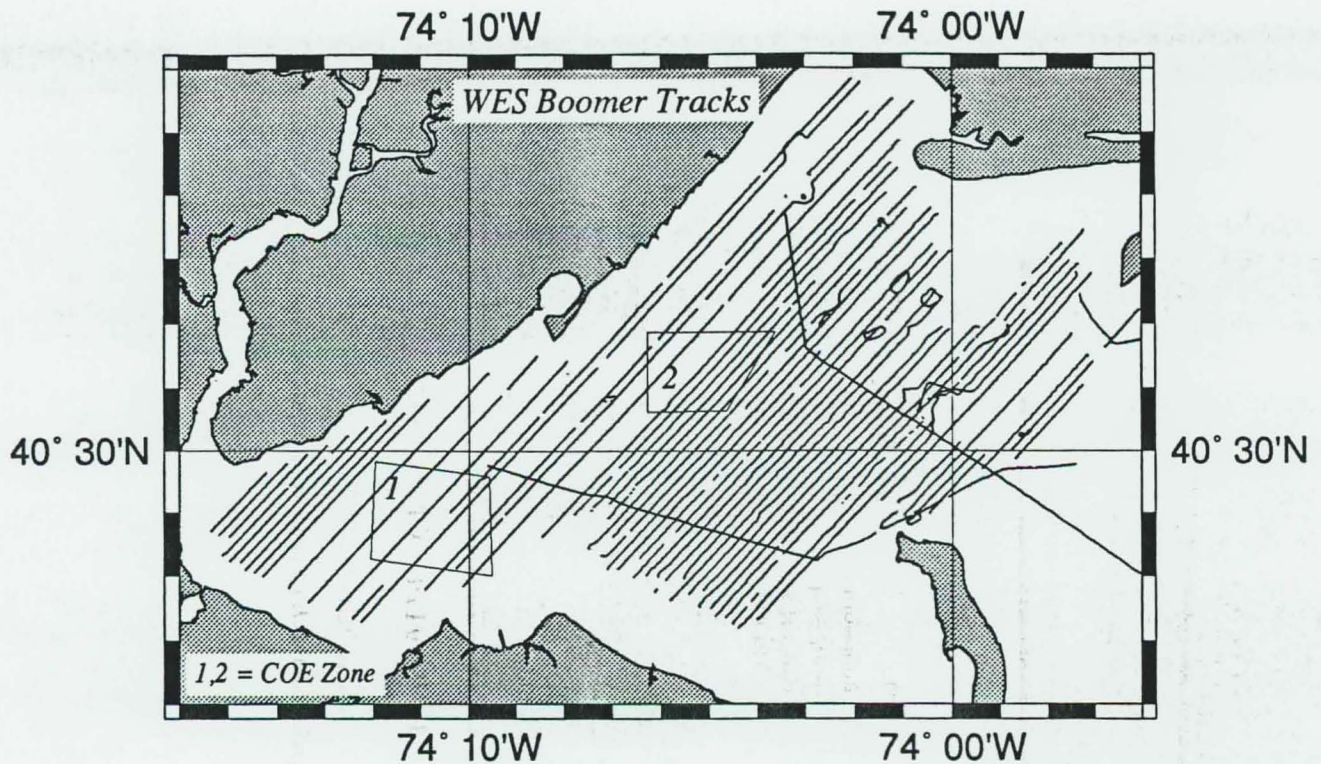 74° 10'W 74° 00'W
WES Boomer Tracks
2
40° 30'N 40° 30'N
1
1,2 = COE Zone
74° 10'W 74° 00'W